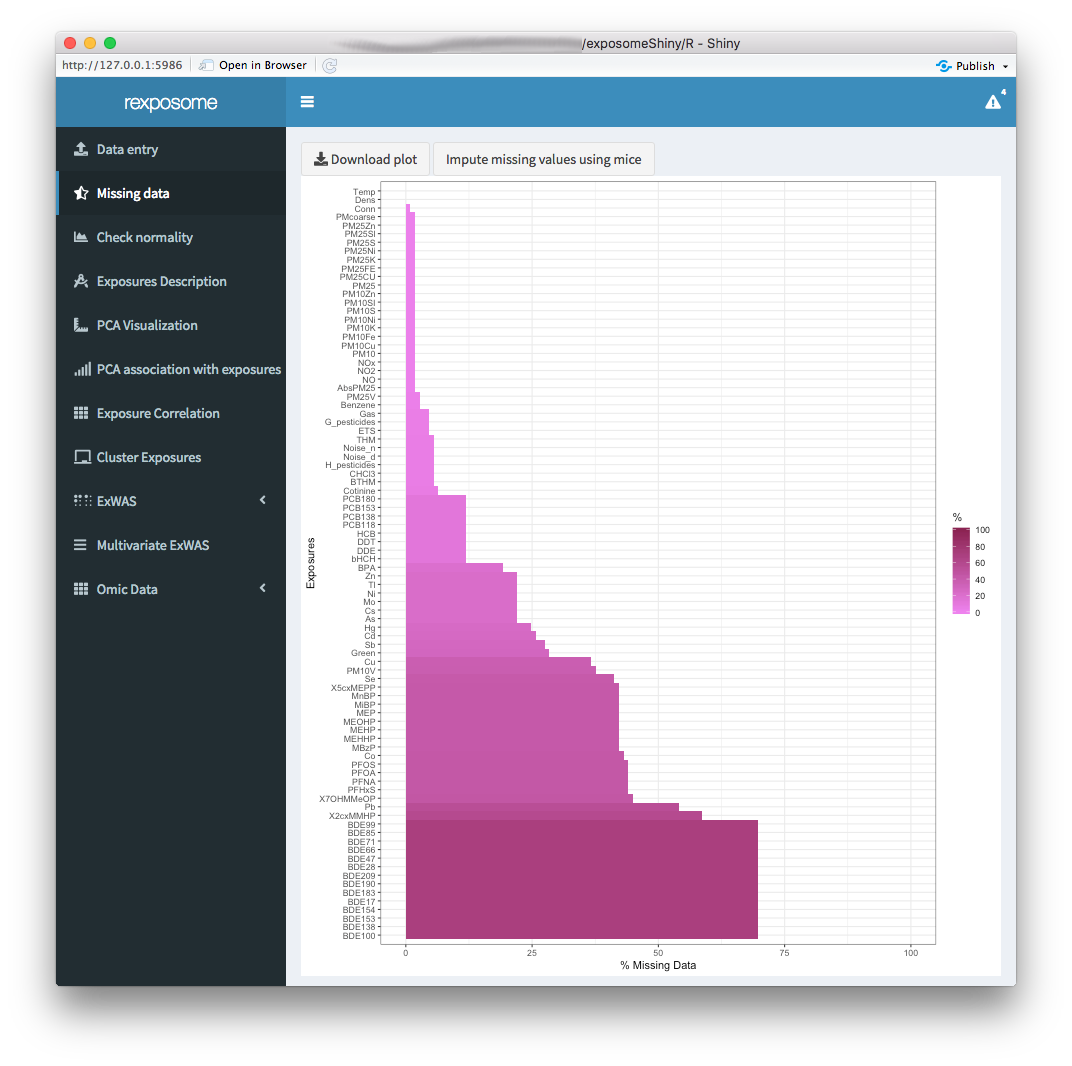 /exposomeShiny/R - Shiny
http://127.0.0.1:5986 Open in Browser Publish
rexposome
4
Data entry
Missing data
Check normality
Exposures Description
PCA Visualization
PCA association with exposures
Exposure Correlation
Cluster Exposures
ExWAS
Multivariate ExWAS
Omic Data
Download plot Impute missing values using mice
Exposures
Temp
Dens
Conn
PMcoarse
PM25Zn
PM25SI
PM25S
PM25Ni
PM25K
PM25FE
PM25CU
PM25
PM10Zn
PM10SI
PM10S
PM10Ni
PM10K
PM10Fe
PM10Cu
PM10
NOx
NO2
NO
AbsPM25
PM25V
Benzene
Gas
G_pesticides
ETS
THM
Noise_n
Noise_d
H_pesticides
CHCl3
BTHM
Cotinine
PCB180
PCB153
PCB138
PCB118
HCB
DDT
DDE
bHCH
BPA
Zn
Tl
Ni
Mo
Cs
As
Hg
Cd
Sb
Green
Cu
PM10V
Se
X5cxMEPP
MnBP
MiBP
MEP
MEOHP
MEHP
MEHHP
MBzP
Co
PFOS
PFOA
PFNA
PFHxS
X7OHMMeOP
Pb
X2cxMMHP
BDE99
BDE85
BDE71
BDE66
BDE47
BDE28
BDE209
BDE190
BDE183
BDE17
BDE154
BDE153
BDE138
BDE100
0 25 50 75 100
% Missing Data
%
100
80
60
40
20
0